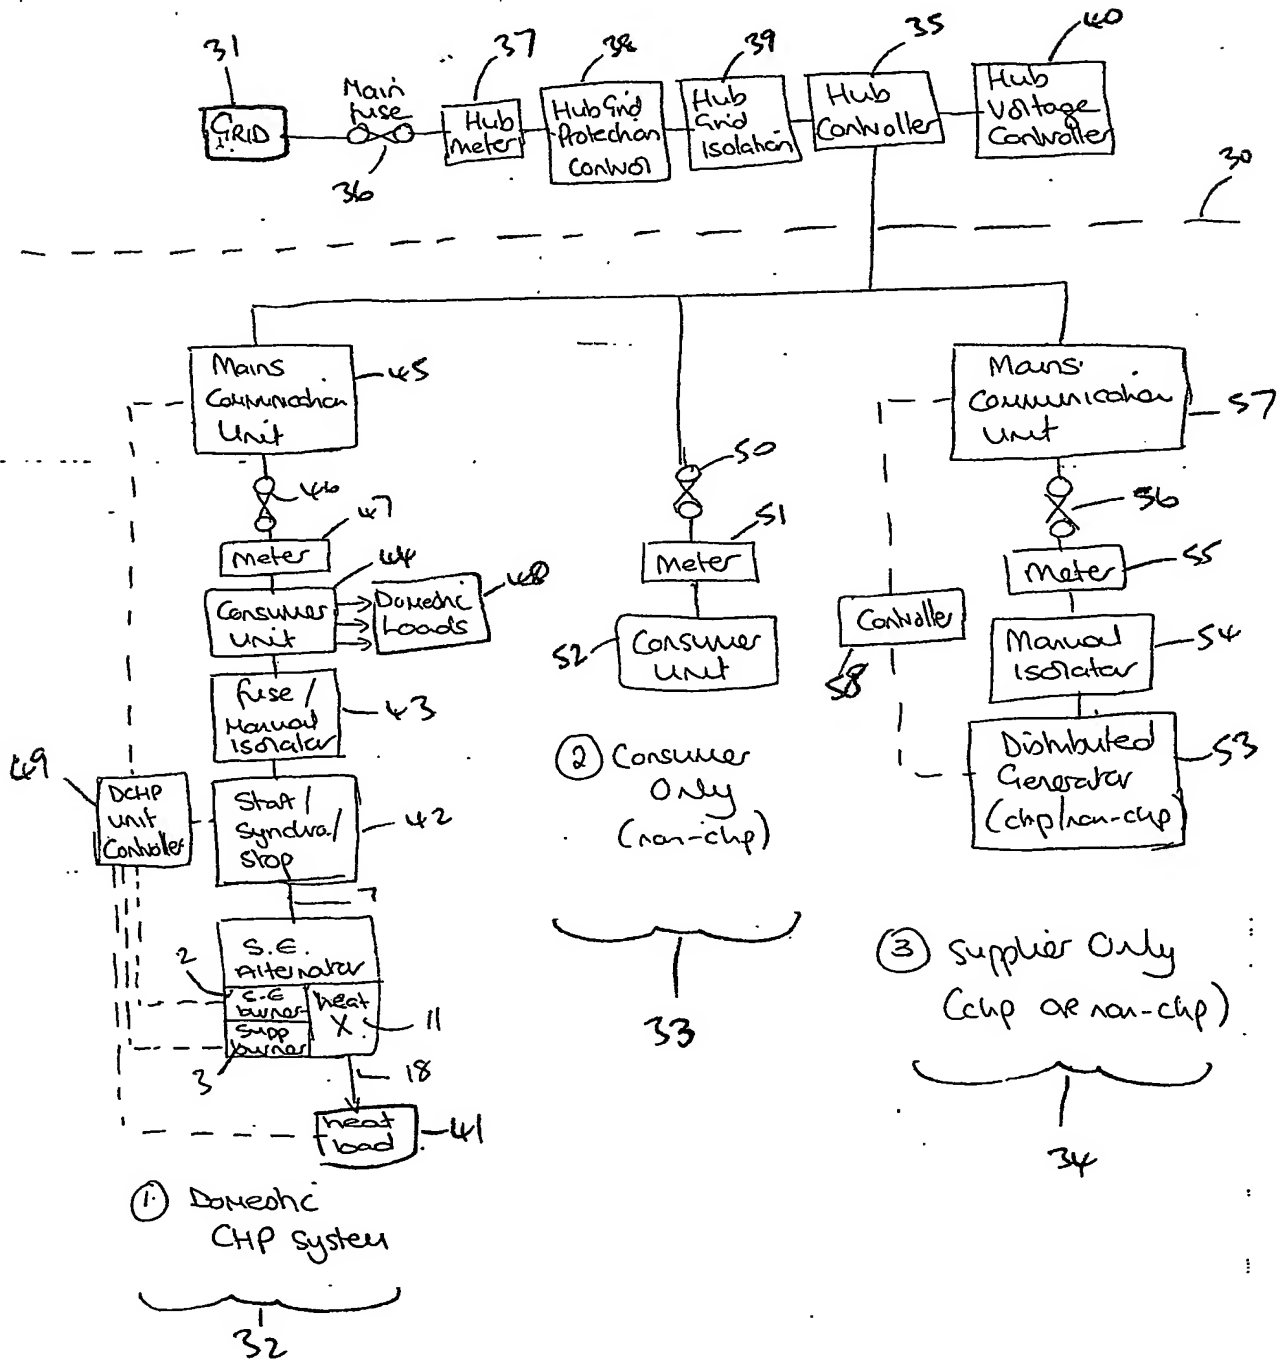 31
37
38
39
35
40
GRID
Main
fuse
36
Hub
meter
Hub Grid
Protection
Control
Hub
Grid
Isolation
Hub
Controller
Hub
Voltage
Controller
30
Mains
Communication
Unit
45
46
47
meter
44
Consumer
Unit
Domestic
Loads
48
fuse/
Manual
Isolator
43
49
DCHP
unit
Controller
Start/
Synchro/
Stop
42
7
S.E.
Alternator
2
S.E
burner
heat
X
11
Supp
burner
3
18
heat
load
41
① Domestic
CHP system
32
50
51
Meter
52
Consumer
Unit
② Consumer
Only
(non-chp)
33
Mains
Communication
Unit
57
56
55
Meter
Controller
58
Manual
Isolator
54
Distributed
Generator
(chp/non-chp)
53
③ Supplier Only
(chp OR non-chp)
34